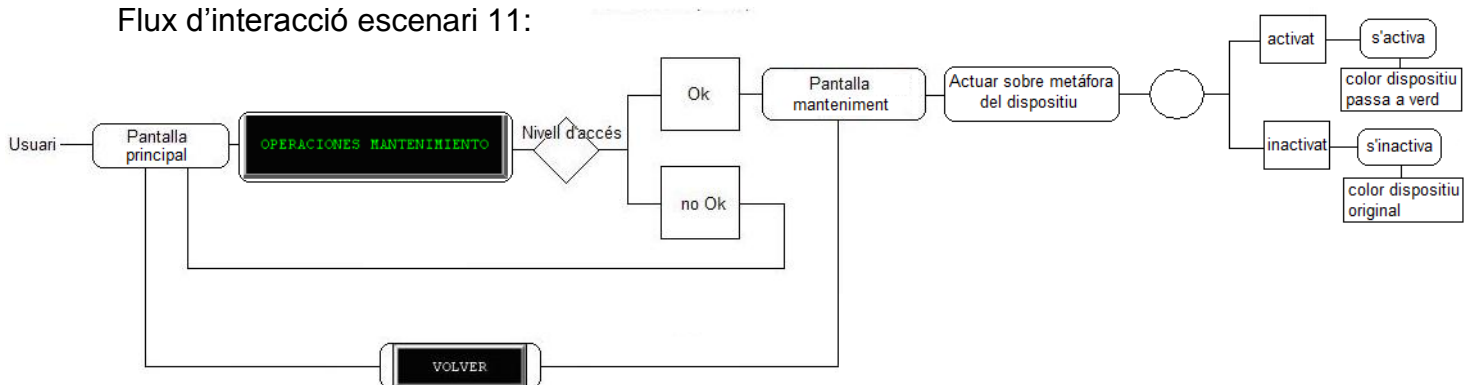 Flux d'interacció escenari 11:
Usuari
Pantalla
principal
OPERACIONES MANTENIMIENTO
Nivell d'accés
Ok
no Ok
Pantalla
manteniment
Actuar sobre metáfora
del dispositiu
activat
s'activa
color dispositiu
passa a verd
inactivat
s'inactiva
color dispositiu
original
VOLVER